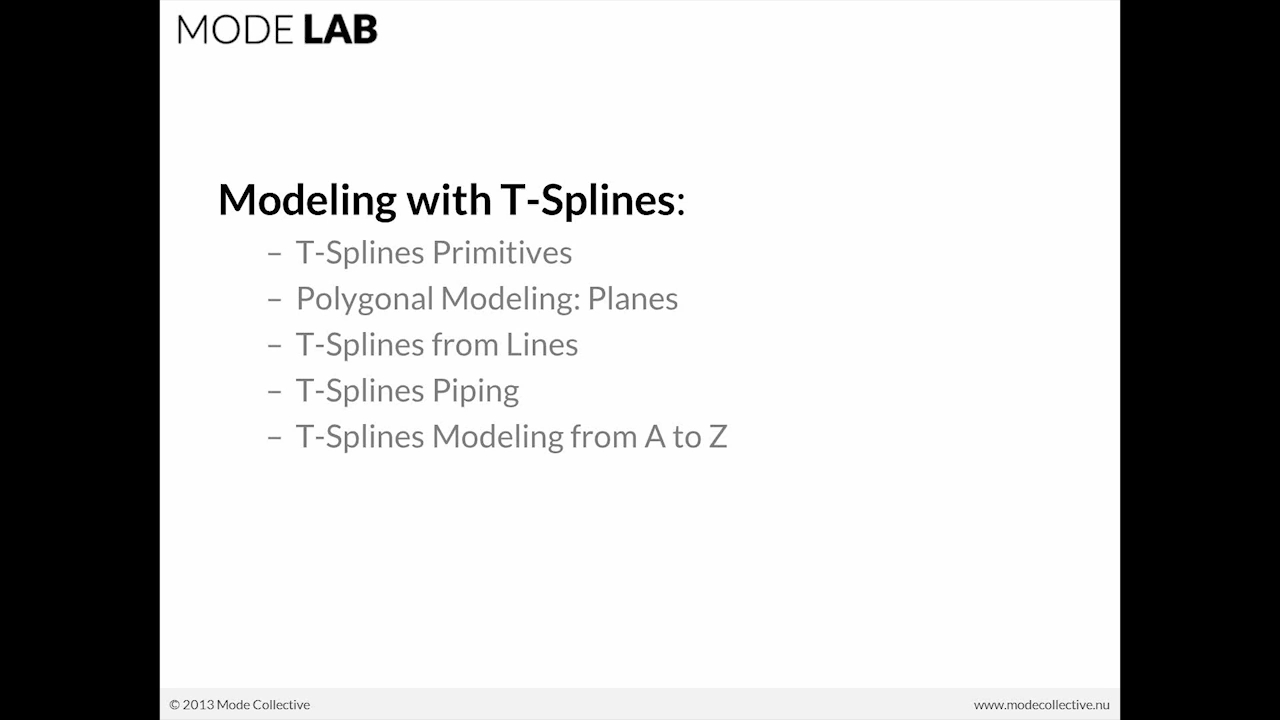 MODE LAB
Modeling with T-Splines:
– T-Splines Primitives
– Polygonal Modeling: Planes
– T-Splines from Lines
– T-Splines Piping
– T-Splines Modeling from A to Z
© 2013 Mode Collective
www.modecollective.nu